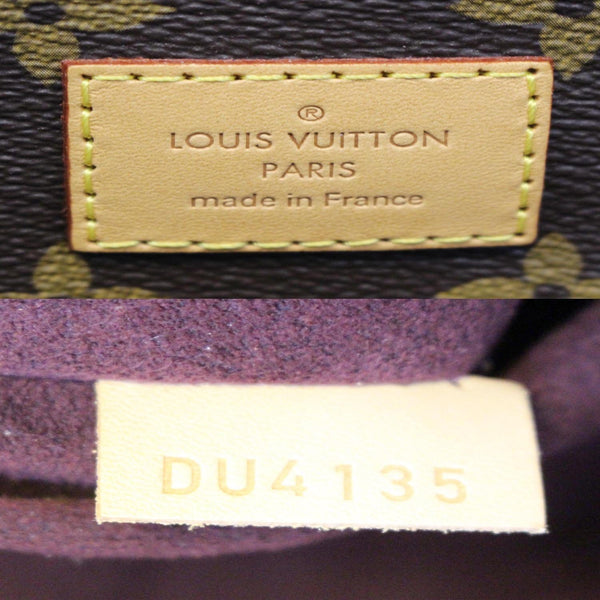 ®
LOUIS VUITTON
PARIS
made in France
DU4135